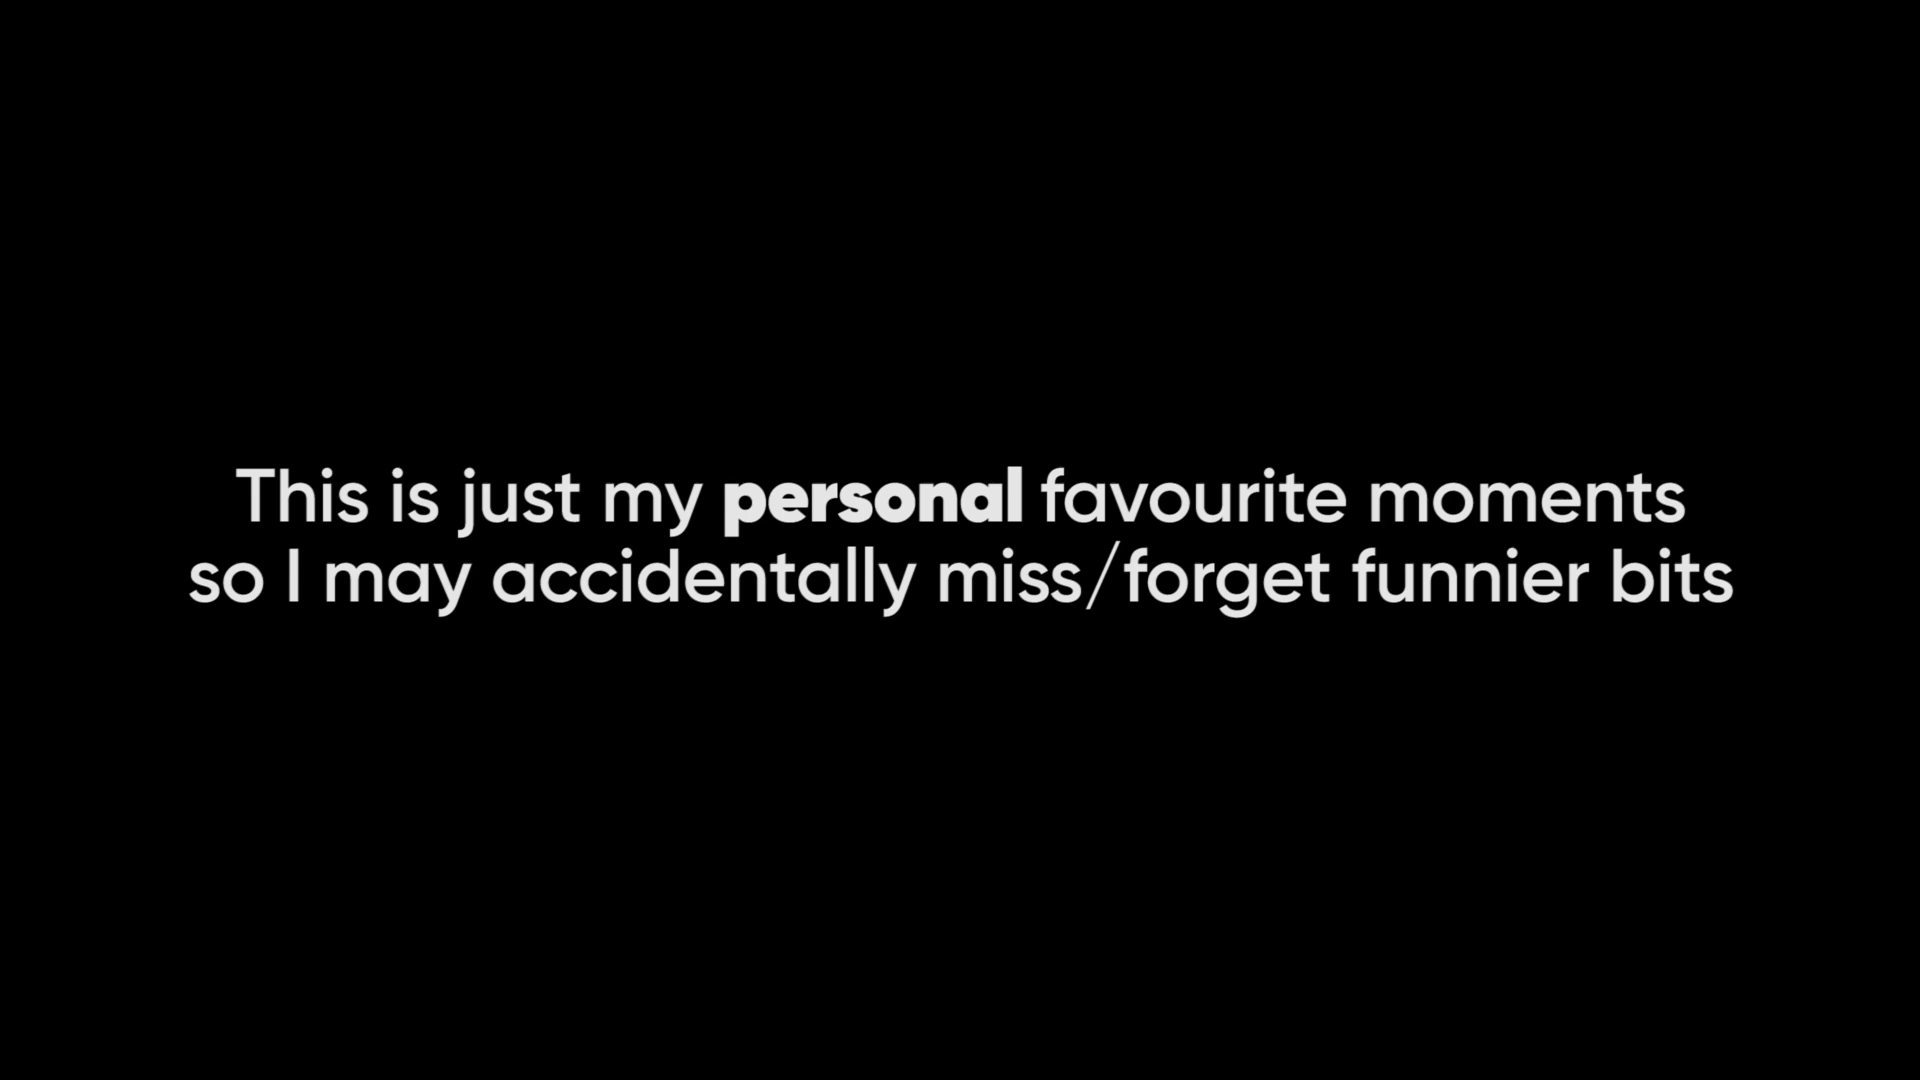 This is just my personal favourite moments
so I may accidentally miss/forget funnier bits